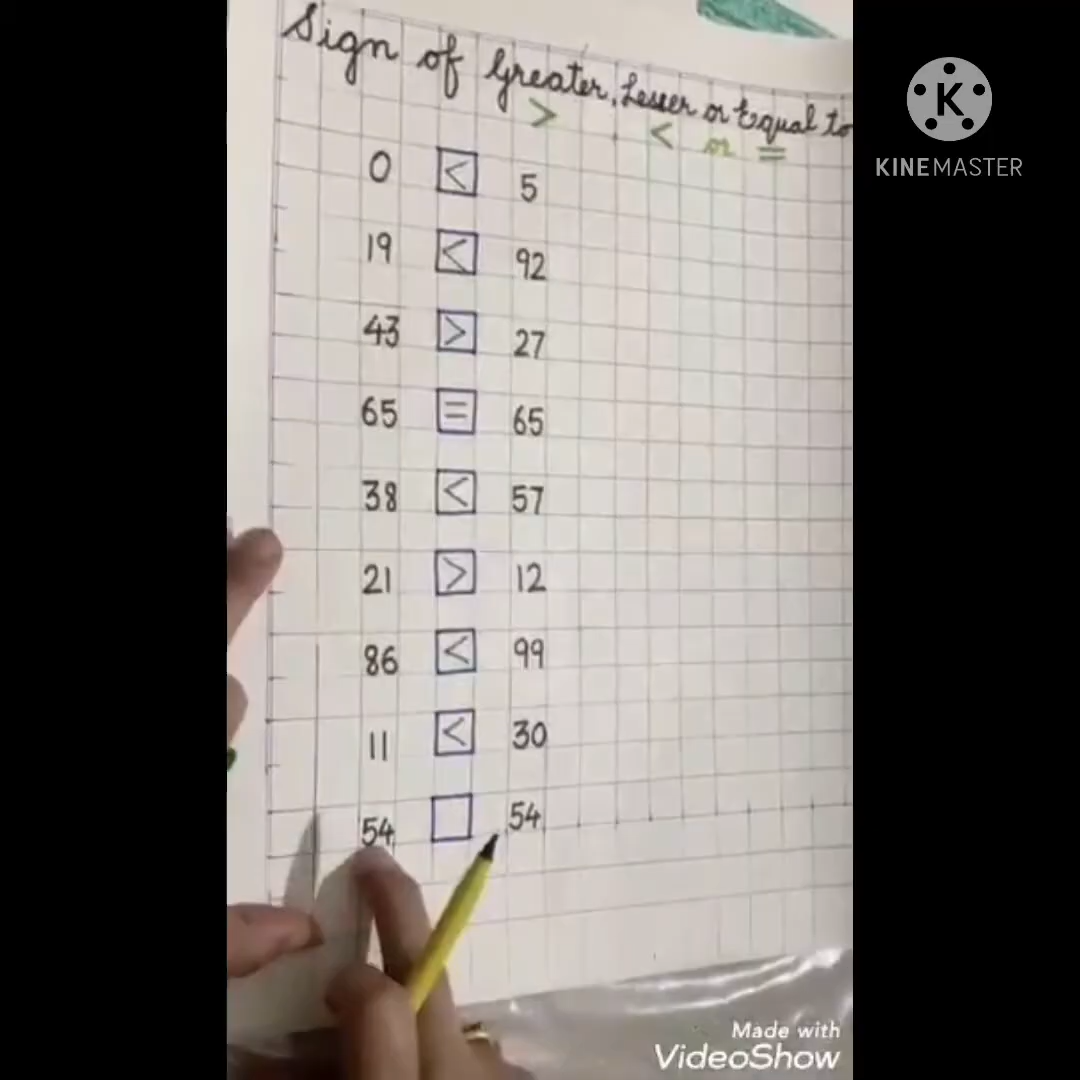 Sign of Greater, Lesser or Equal to
> < or =
0 < 5
19 < 92
43 > 27
65 = 65
38 < 57
21 > 12
86 < 99
11 < 30
54 54
K
KINEMASTER
Made with
VideoShow